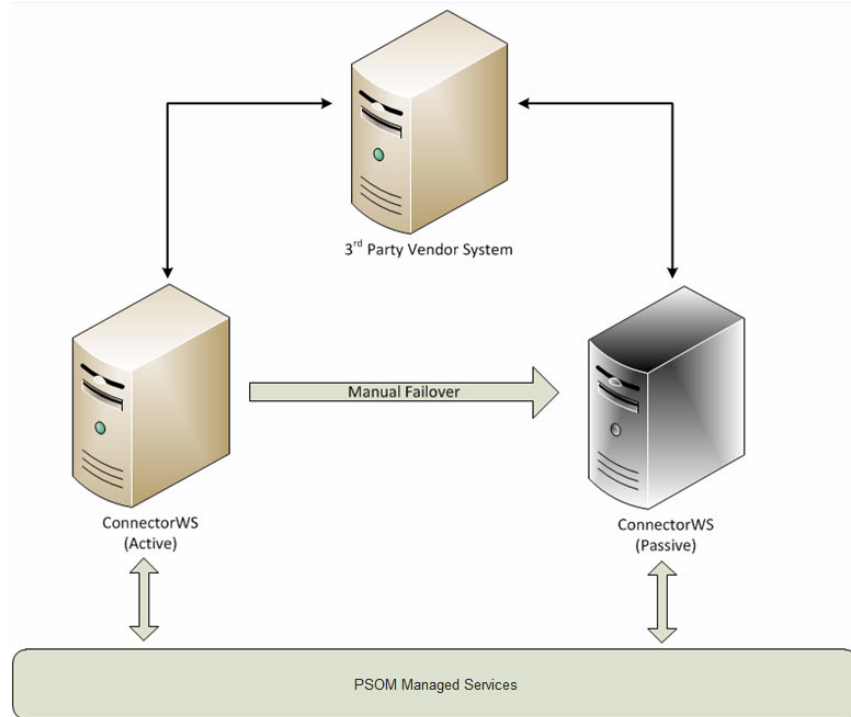 3rd Party Vendor System
Manual Failover
ConnectorWS
(Active)
ConnectorWS
(Passive)
PSOM Managed Services